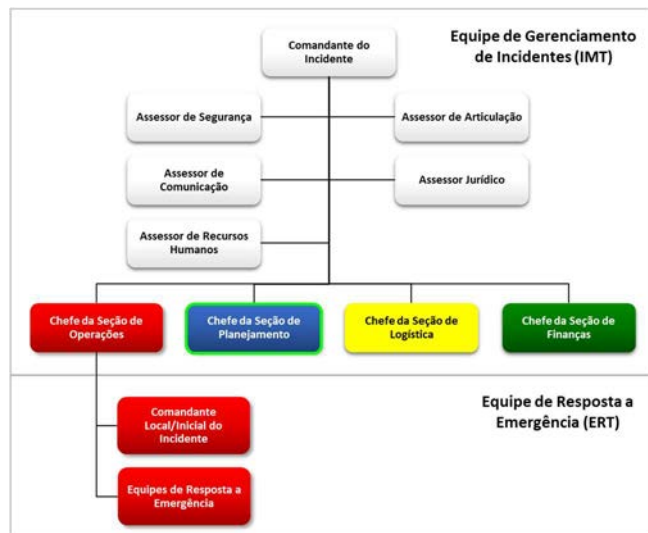 Equipe de Gerenciamento
de Incidentes (IMT)
Comandante do
Incidente
Assessor de Segurança
Assessor de Articulação
Assessor de
Comunicação
Assessor Jurídico
Assessor de Recursos
Humanos
Chefe da Seção de
Operações
Chefe da Seção de
Planejamento
Chefe da Seção de
Logística
Chefe da Seção de
Finanças
Equipe de Resposta a
Emergência (ERT)
Comandante
Local/Inicial do
Incidente
Equipes de Resposta a
Emergência